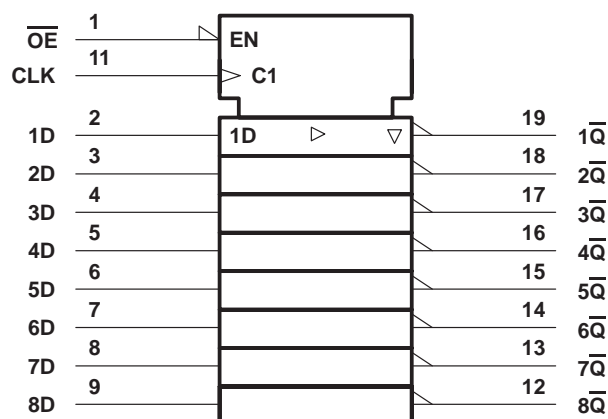 OE̅ 1 EN
CLK 11 C1
1D 2 1D 19 1Q̅
2D 3 18 2Q̅
3D 4 17 3Q̅
4D 5 16 4Q̅
5D 6 15 5Q̅
6D 7 14 6Q̅
7D 8 13 7Q̅
8D 9 12 8Q̅